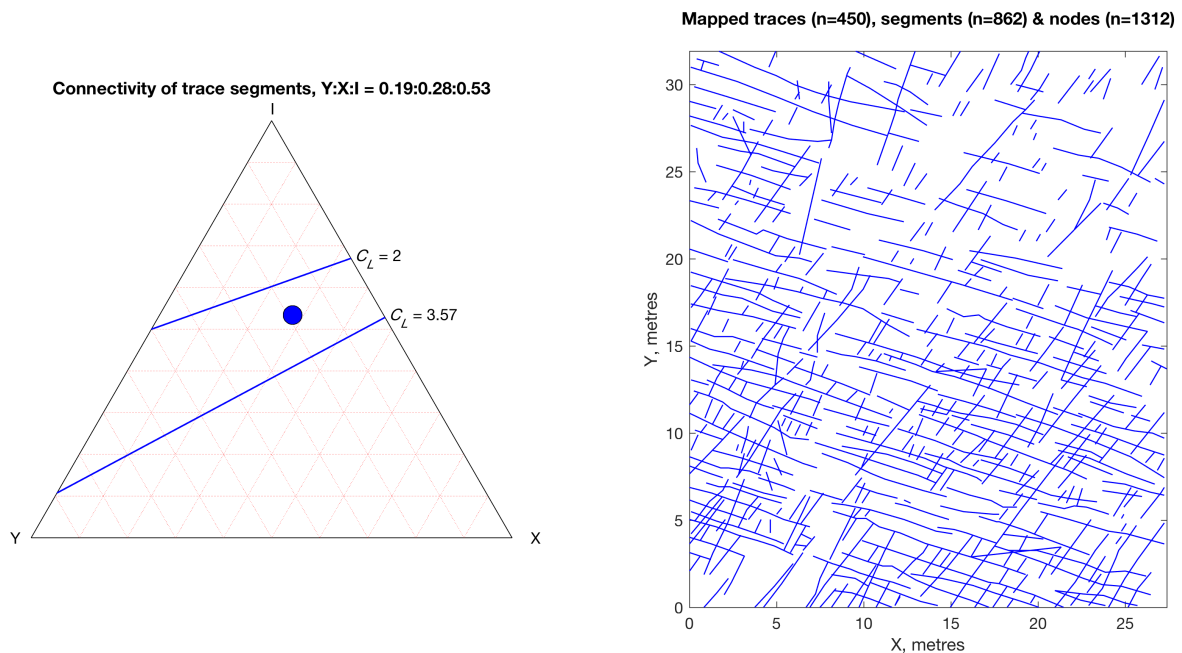 Connectivity of trace segments, Y:X:I = 0.19:0.28:0.53
I
C_L = 2
C_L = 3.57
Y
X
Mapped traces (n=450), segments (n=862) & nodes (n=1312)
Y, metres
30
25
20
15
10
5
0
0 5 10 15 20 25
X, metres